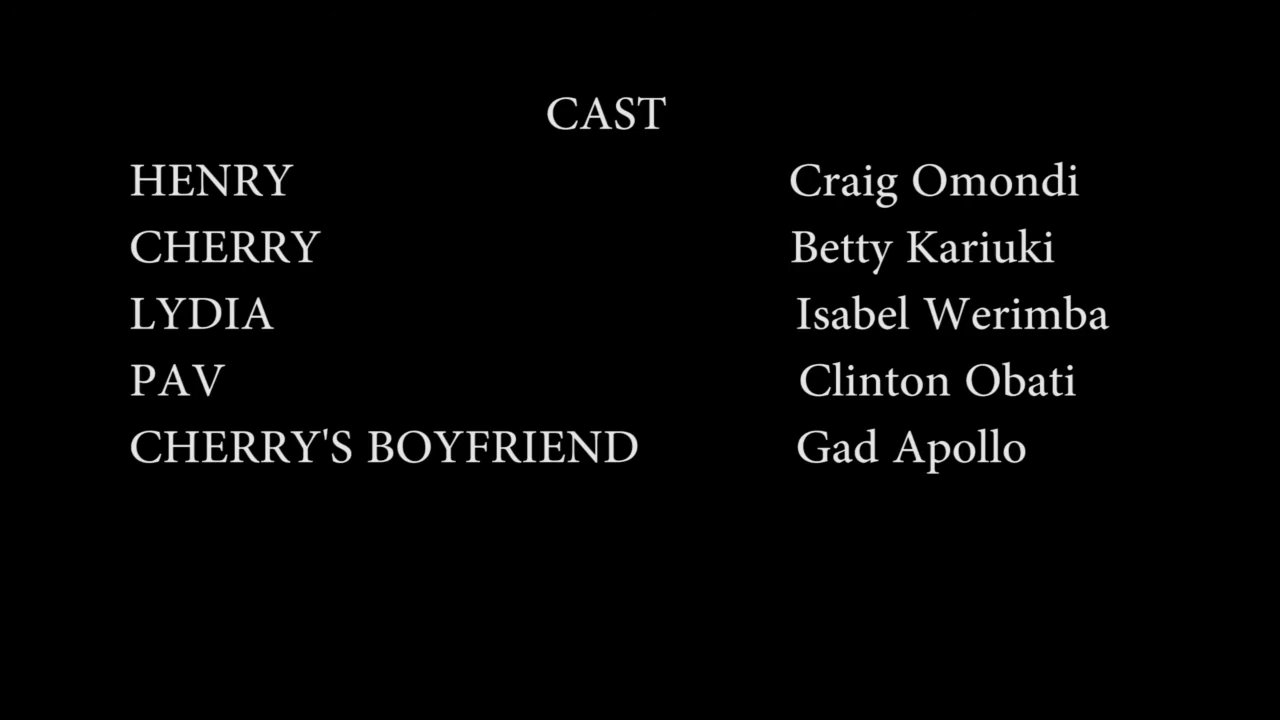 CAST
HENRY Craig Omondi
CHERRY Betty Kariuki
LYDIA Isabel Werimba
PAV Clinton Obati
CHERRY'S BOYFRIEND Gad Apollo